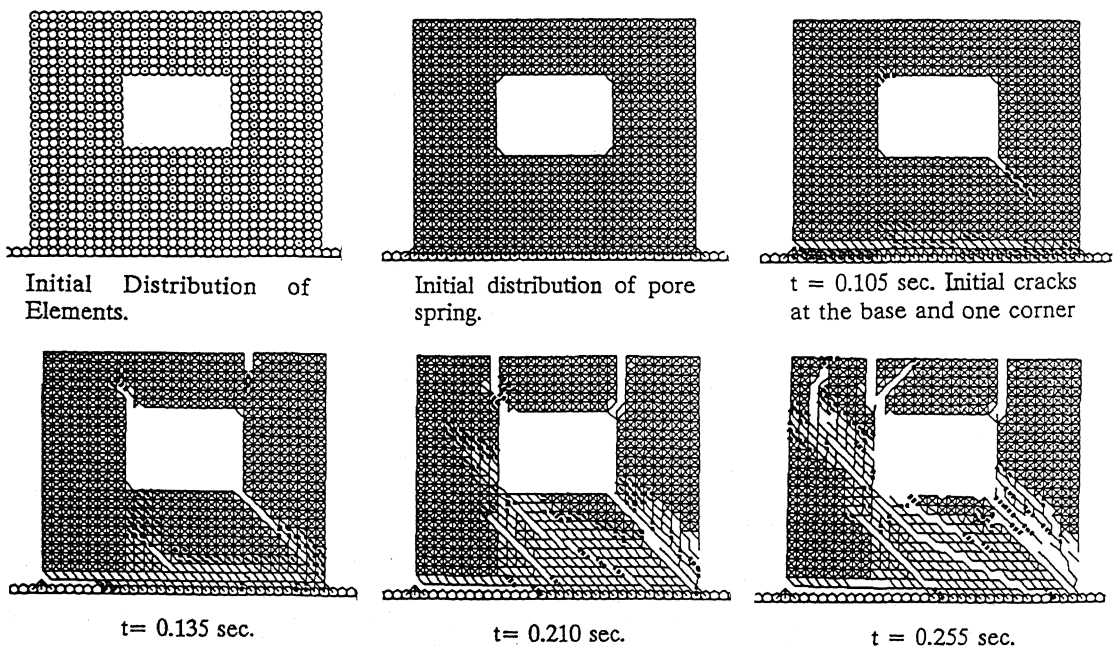 Initial Distribution of
Elements.
Initial distribution of pore
spring.
t = 0.105 sec. Initial cracks
at the base and one corner
t= 0.135 sec.
t= 0.210 sec.
t = 0.255 sec.